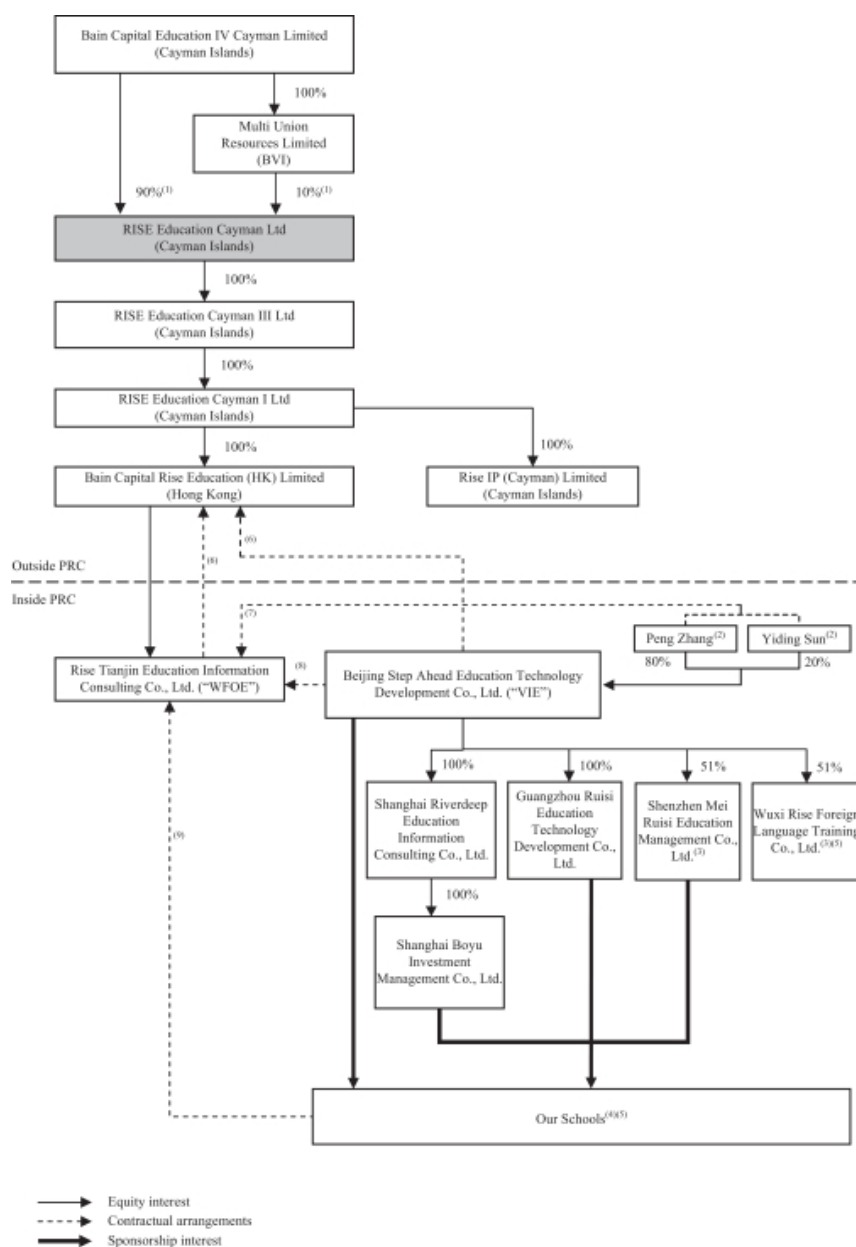 Bain Capital Education IV Cayman Limited
(Cayman Islands)
100%
Multi Union
Resources Limited
(BVI)
90%(1)
10%(1)
RISE Education Cayman Ltd
(Cayman Islands)
100%
RISE Education Cayman III Ltd
(Cayman Islands)
100%
RISE Education Cayman I Ltd
(Cayman Islands)
100%
100%
Bain Capital Rise Education (HK) Limited
(Hong Kong)
Rise IP (Cayman) Limited
(Cayman Islands)
(6)
(6)
Outside PRC
Inside PRC
(7)
Peng Zhang(2)
Yiding Sun(2)
80%
20%
Rise Tianjin Education Information
Consulting Co., Ltd. (“WFOE”)
(8)
Beijing Step Ahead Education Technology
Development Co., Ltd. (“VIE”)
100%
100%
51%
51%
Shanghai Riverdeep
Education
Information
Consulting Co., Ltd.
Guangzhou Ruisi
Education
Technology
Development Co.,
Ltd.
Shenzhen Mei
Ruisi Education
Management Co.,
Ltd.(3)
Wuxi Rise Foreign
Language Training
Co., Ltd.(3)(5)
(9)
100%
Shanghai Boyu
Investment
Management Co., Ltd.
Our Schools(4)(5)
Equity interest
Contractual arrangements
Sponsorship interest